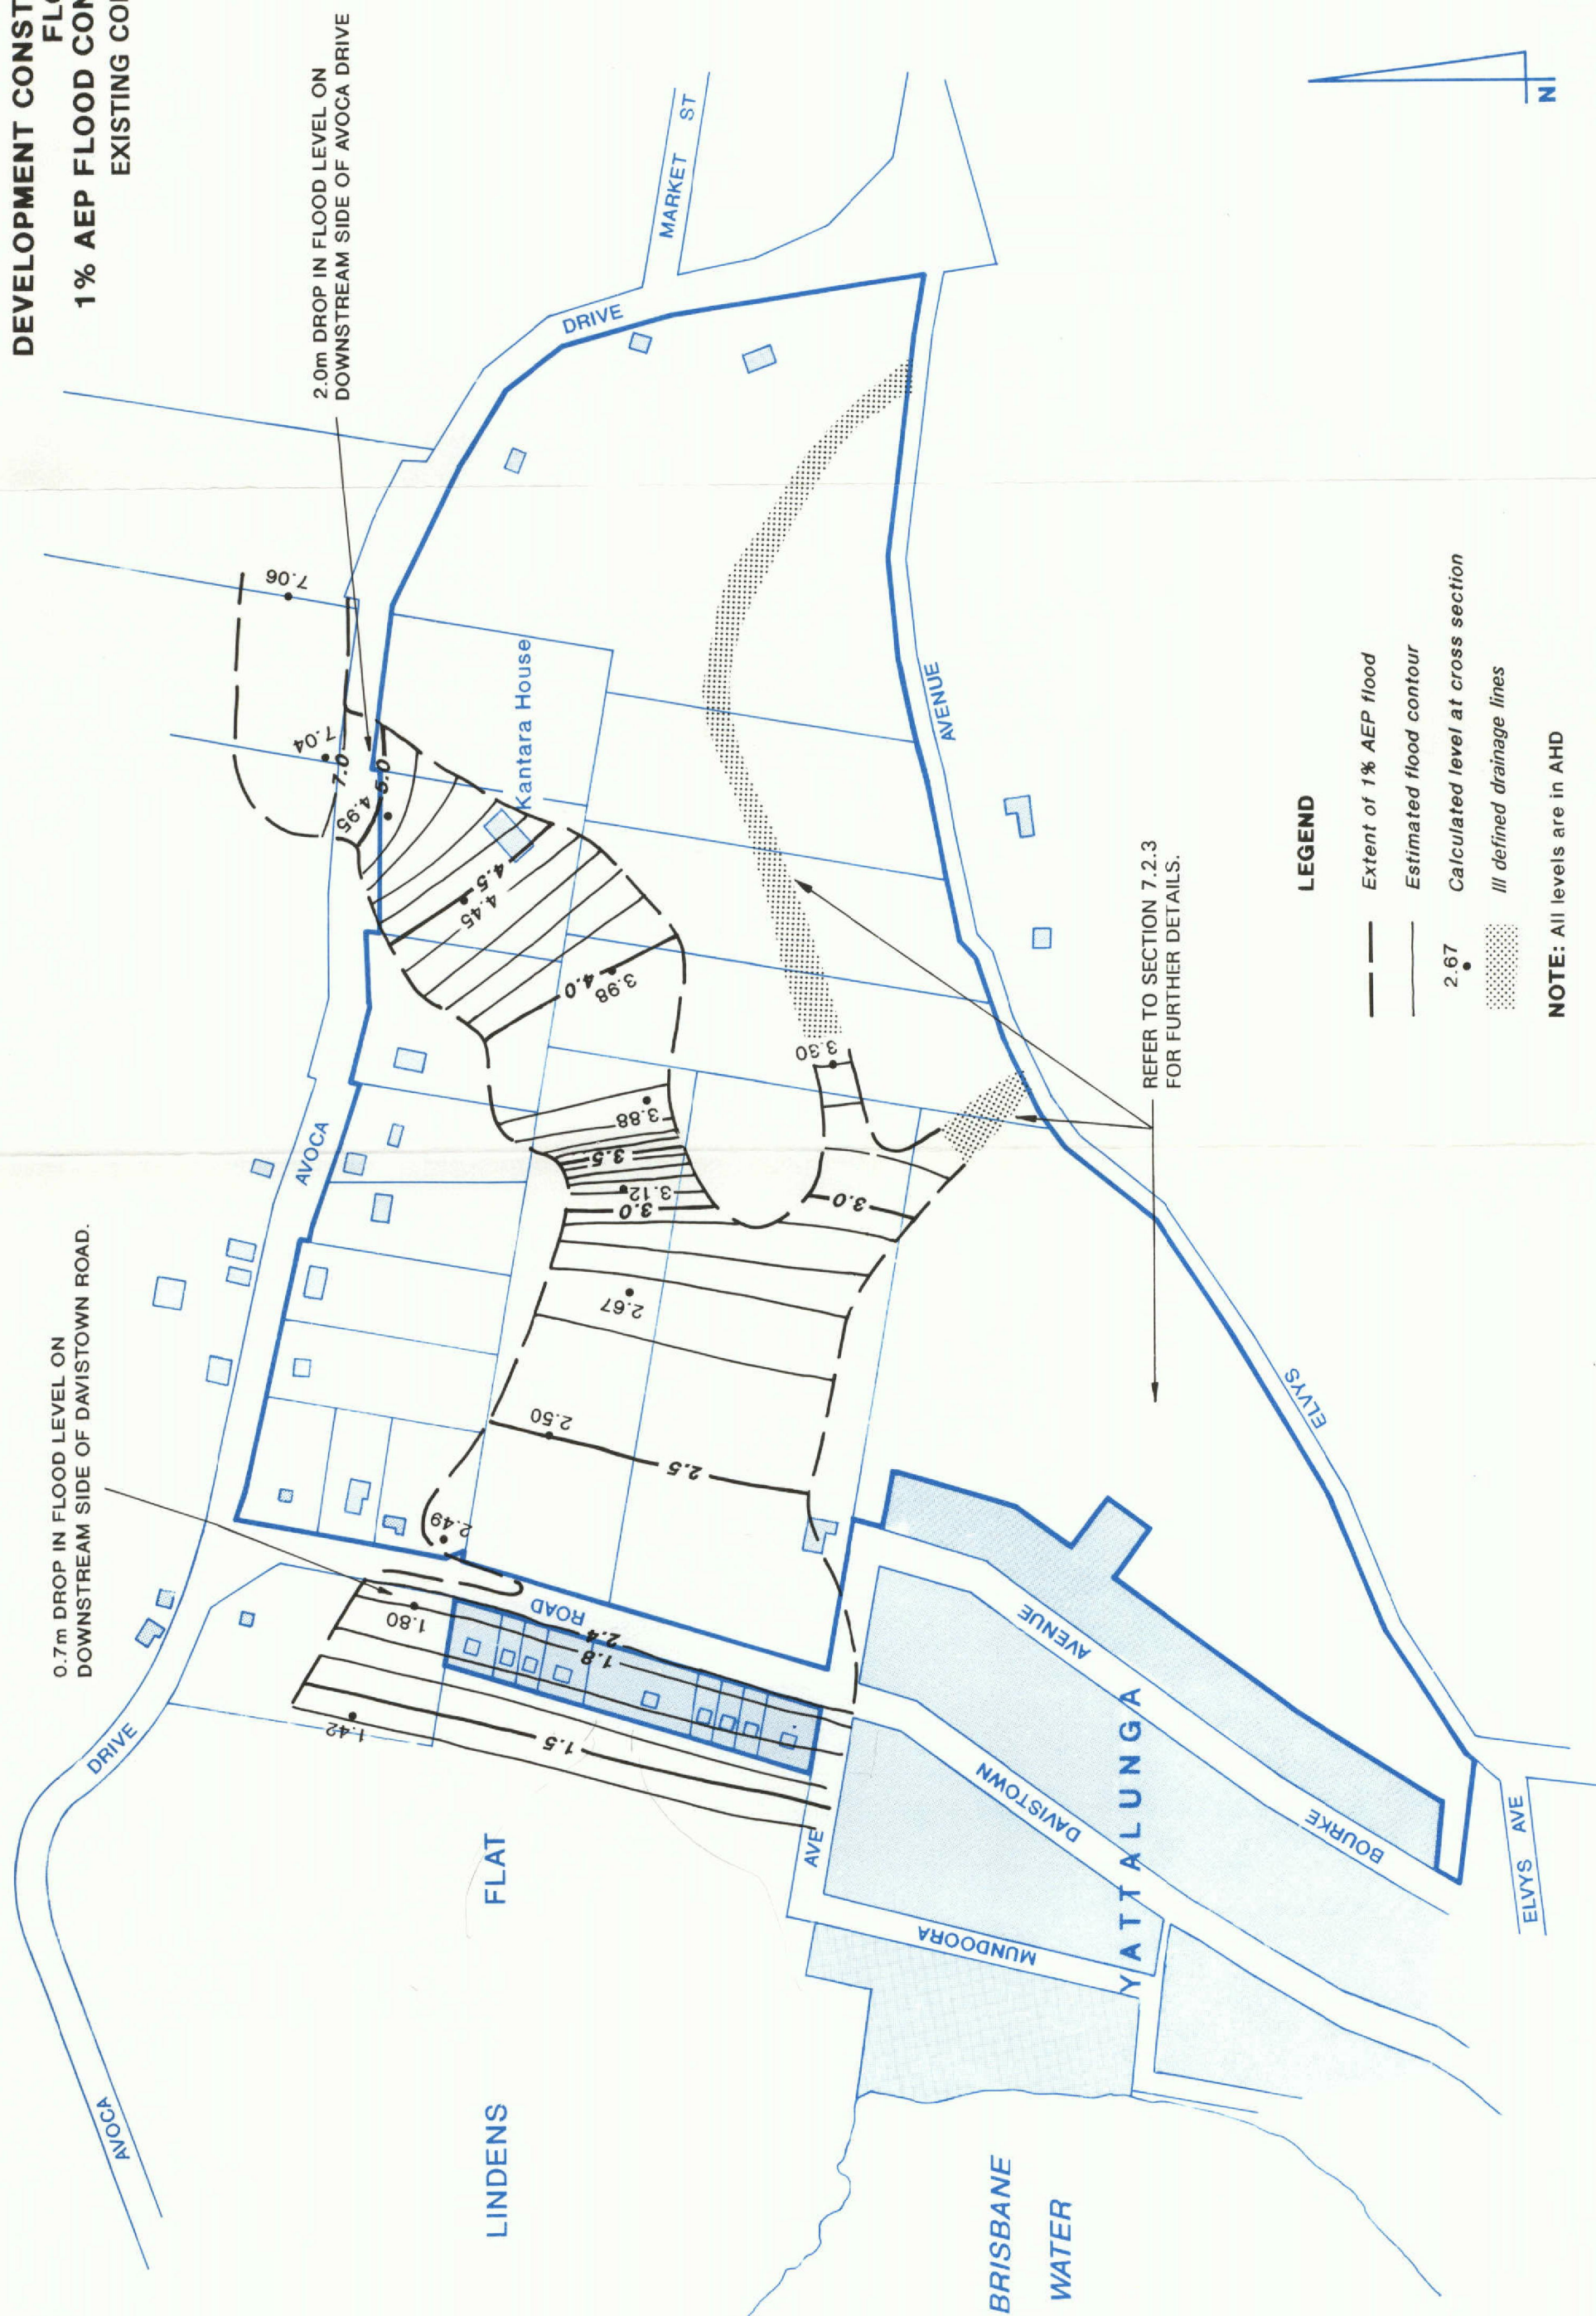 DEVELOPMENT CONST
FLO
1% AEP FLOOD CON
EXISTING CO
2.0m DROP IN FLOOD LEVEL ON
DOWNSTREAM SIDE OF AVOCA DRIVE
0.7m DROP IN FLOOD LEVEL ON
DOWNSTREAM SIDE OF DAVISTOWN ROAD.
MARKET ST
DRIVE
7.06
7.04
7.0
5.0
4.95
Kantara House
4.5
4.45
4.0
3.98
3.88
3.5
3.12
3.0
3.30
3.0
2.67
2.50
2.5
2.49
2.4
1.80
1.8
1.5
1.42
AVOCA
DRIVE
AVOCA
ROAD
AVENUE
ELVYS
AVENUE
BOURKE
DAVISTOWN
AVE
MUNDOORA
YATTALUNGA
ELVYS AVE
LINDENS FLAT
BRISBANE
WATER
REFER TO SECTION 7.2.3
FOR FURTHER DETAILS.
LEGEND
Extent of 1% AEP flood
Estimated flood contour
2.67 Calculated level at cross section
Ill defined drainage lines
NOTE: All levels are in AHD
N